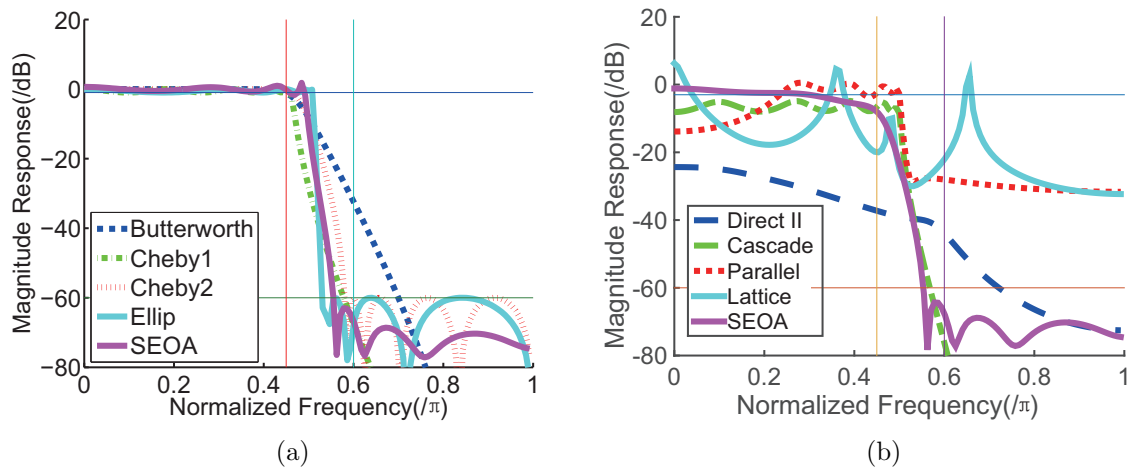 20
0
−20
−40
−60
−80
Magnitude Response(/dB)
Butterworth
Cheby1
Cheby2
Ellip
SEOA
0 0.2 0.4 0.6 0.8 1
Normalized Frequency(/π)
(a)
20
0
-20
-40
-60
-80
Magnitude Response(/dB)
Direct II
Cascade
Parallel
Lattice
SEOA
0 0.2 0.4 0.6 0.8 1
Normalized Frequency(/π)
(b)